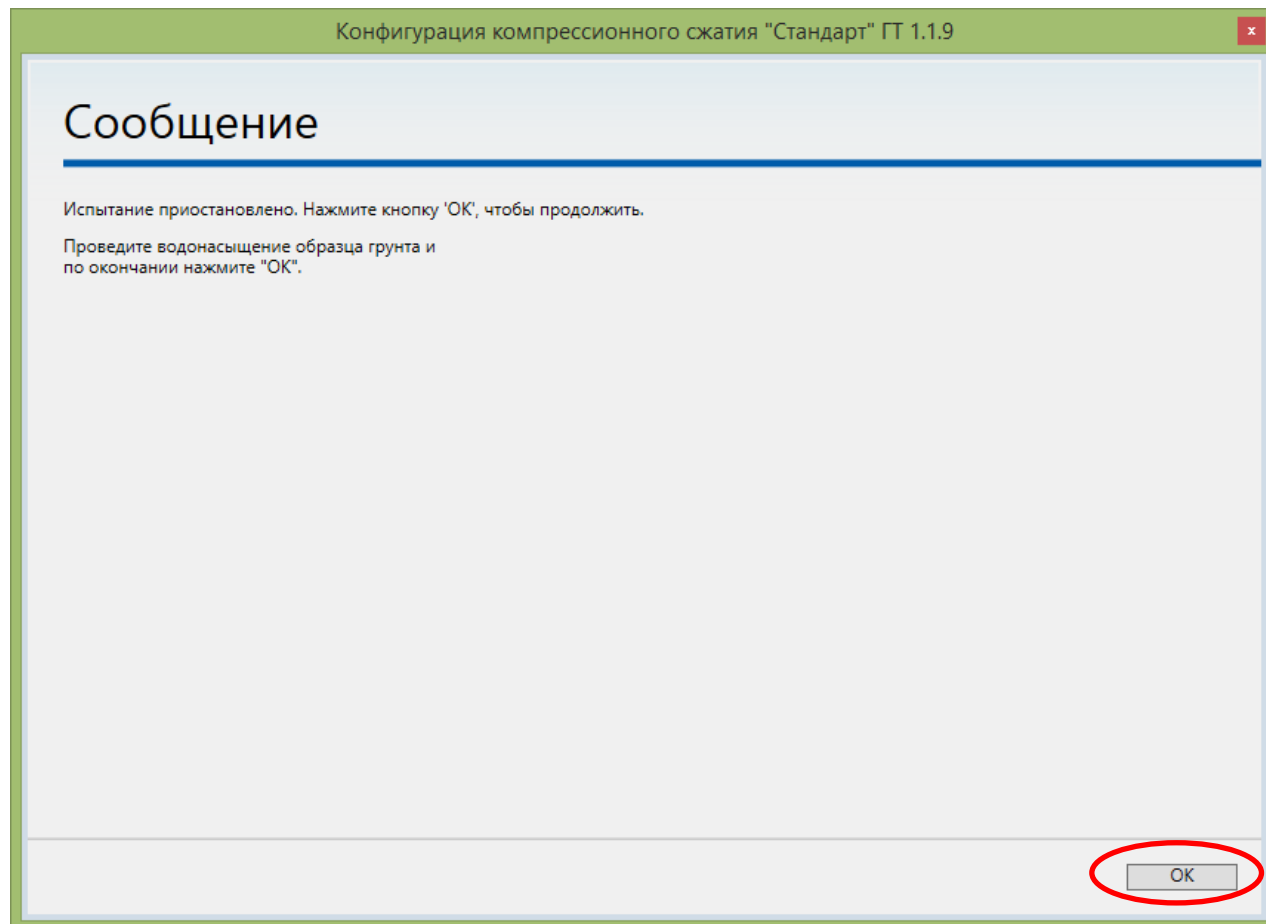 Конфигурация компрессионного сжатия "Стандарт" ГТ 1.1.9
x
Сообщение
Испытание приостановлено. Нажмите кнопку 'ОК', чтобы продолжить.
Проведите водонасыщение образца грунта и
по окончании нажмите "ОК".
ОК